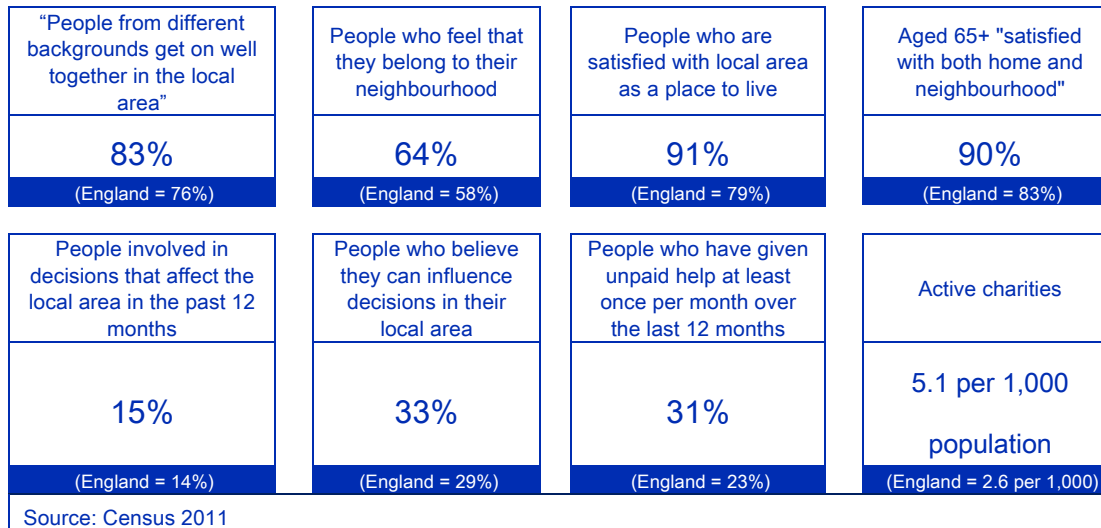 “People from different
backgrounds get on well
together in the local
area”
83%
(England = 76%)
People who feel that
they belong to their
neighbourhood
64%
(England = 58%)
People who are
satisfied with local area
as a place to live
91%
(England = 79%)
Aged 65+ "satisfied
with both home and
neighbourhood"
90%
(England = 83%)
People involved in
decisions that affect the
local area in the past 12
months
15%
(England = 14%)
People who believe
they can influence
decisions in their
local area
33%
(England = 29%)
People who have given
unpaid help at least
once per month over
the last 12 months
31%
(England = 23%)
Active charities
5.1 per 1,000
population
(England = 2.6 per 1,000)
Source: Census 2011